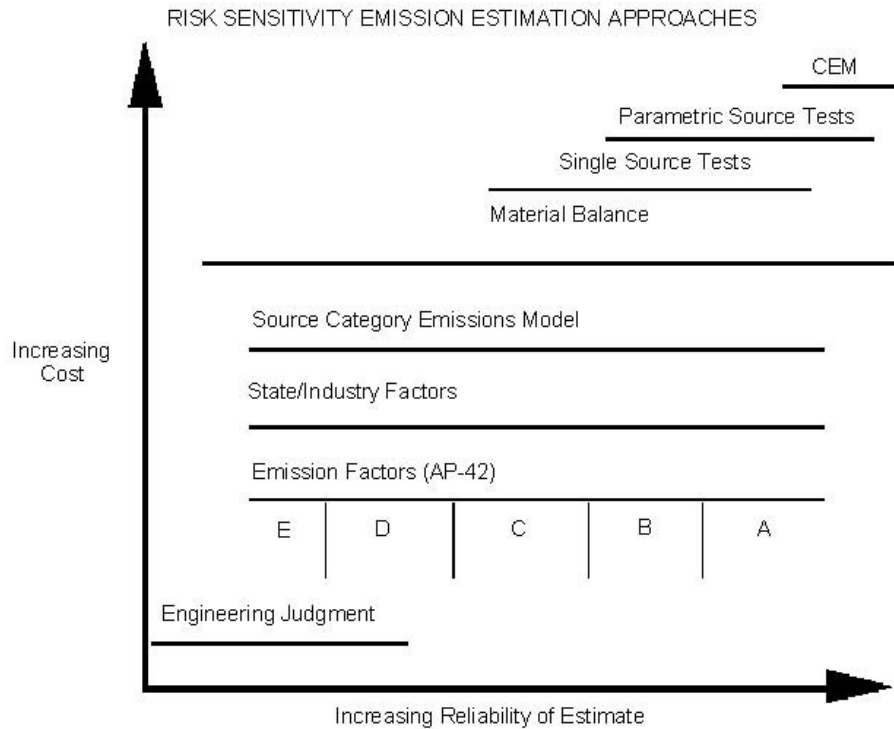 RISK SENSITIVITY EMISSION ESTIMATION APPROACHES
CEM
Parametric Source Tests
Single Source Tests
Material Balance
Source Category Emissions Model
Increasing
Cost
State/Industry Factors
Emission Factors (AP-42)
E D C B A
Engineering Judgment
Increasing Reliability of Estimate